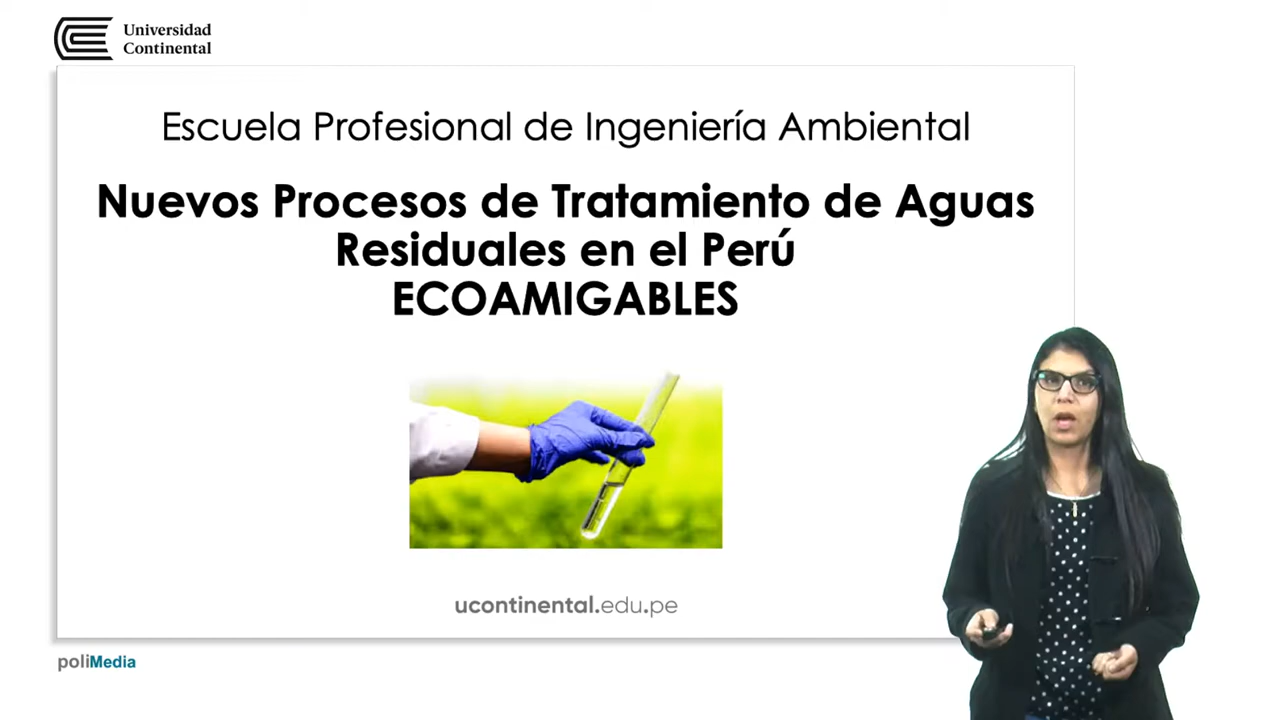 Universidad
Continental
Escuela Profesional de Ingeniería Ambiental
Nuevos Procesos de Tratamiento de Aguas
Residuales en el Perú
ECOAMIGABLES
ucontinental.edu.pe
poliMedia